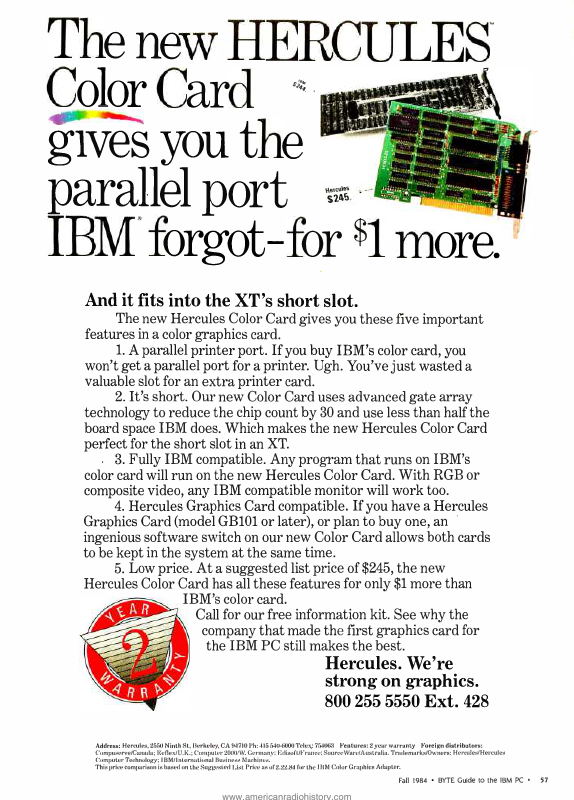 The new HERCULES™
Color Card
gives you the
parallel port
IBM® forgot-for $1 more.
IBM
$244.
Hercules
$245.
And it fits into the XT's short slot.
The new Hercules Color Card gives you these five important
features in a color graphics card.
1. A parallel printer port. If you buy IBM's color card, you
won't get a parallel port for a printer. Ugh. You've just wasted a
valuable slot for an extra printer card.
2. It's short. Our new Color Card uses advanced gate array
technology to reduce the chip count by 30 and use less than half the
board space IBM does. Which makes the new Hercules Color Card
perfect for the short slot in an XT.
3. Fully IBM compatible. Any program that runs on IBM's
color card will run on the new Hercules Color Card. With RGB or
composite video, any IBM compatible monitor will work too.
4. Hercules Graphics Card compatible. If you have a Hercules
Graphics Card (model GB101 or later), or plan to buy one, an
ingenious software switch on our new Color Card allows both cards
to be kept in the system at the same time.
5. Low price. At a suggested list price of $245, the new
Hercules Color Card has all these features for only $1 more than
IBM's color card.
Call for our free information kit. See why the
company that made the first graphics card for
the IBM PC still makes the best.
YEAR
2
WARRANTY
Hercules. We're
strong on graphics.
800 255 5550 Ext. 428
Address: Hercules, 2550 Ninth St., Berkeley, CA 94710 Ph: 415 540-6000 Telex: 754063 Features: 2 year warranty Foreign distributors:
Compuserve/Canada; Reflex/U.K.; Computer 2000/W. Germany; Edisoft/France; SourceWare/Australia. Trademarks/Owners: Hercules/Hercules
Computer Technology; IBM/International Business Machines.
This price comparison is based on the Suggested List Price as of 2.22.84 for the IBM Color Graphics Adapter.
Fall 1984 • BYTE Guide to the IBM PC • 57
www.americanradiohistory.com